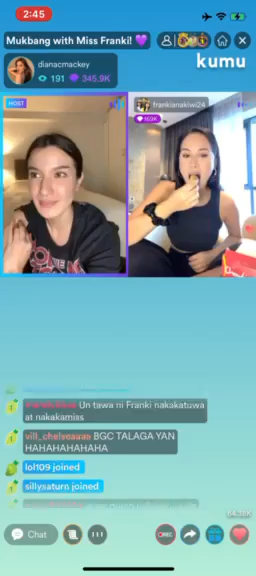 2:45
Mukbang with Miss Franki! 💜
kumu
dianacmackey
191 345.9K
HOST
frankianakiwi24
Un tawa ni Franki nakakatuwa
at nakakamiss
vill_chelseaaaa BGC TALAGA YAN
HAHAHAHAHAHA
lol109 joined
sillysaturn joined
Chat